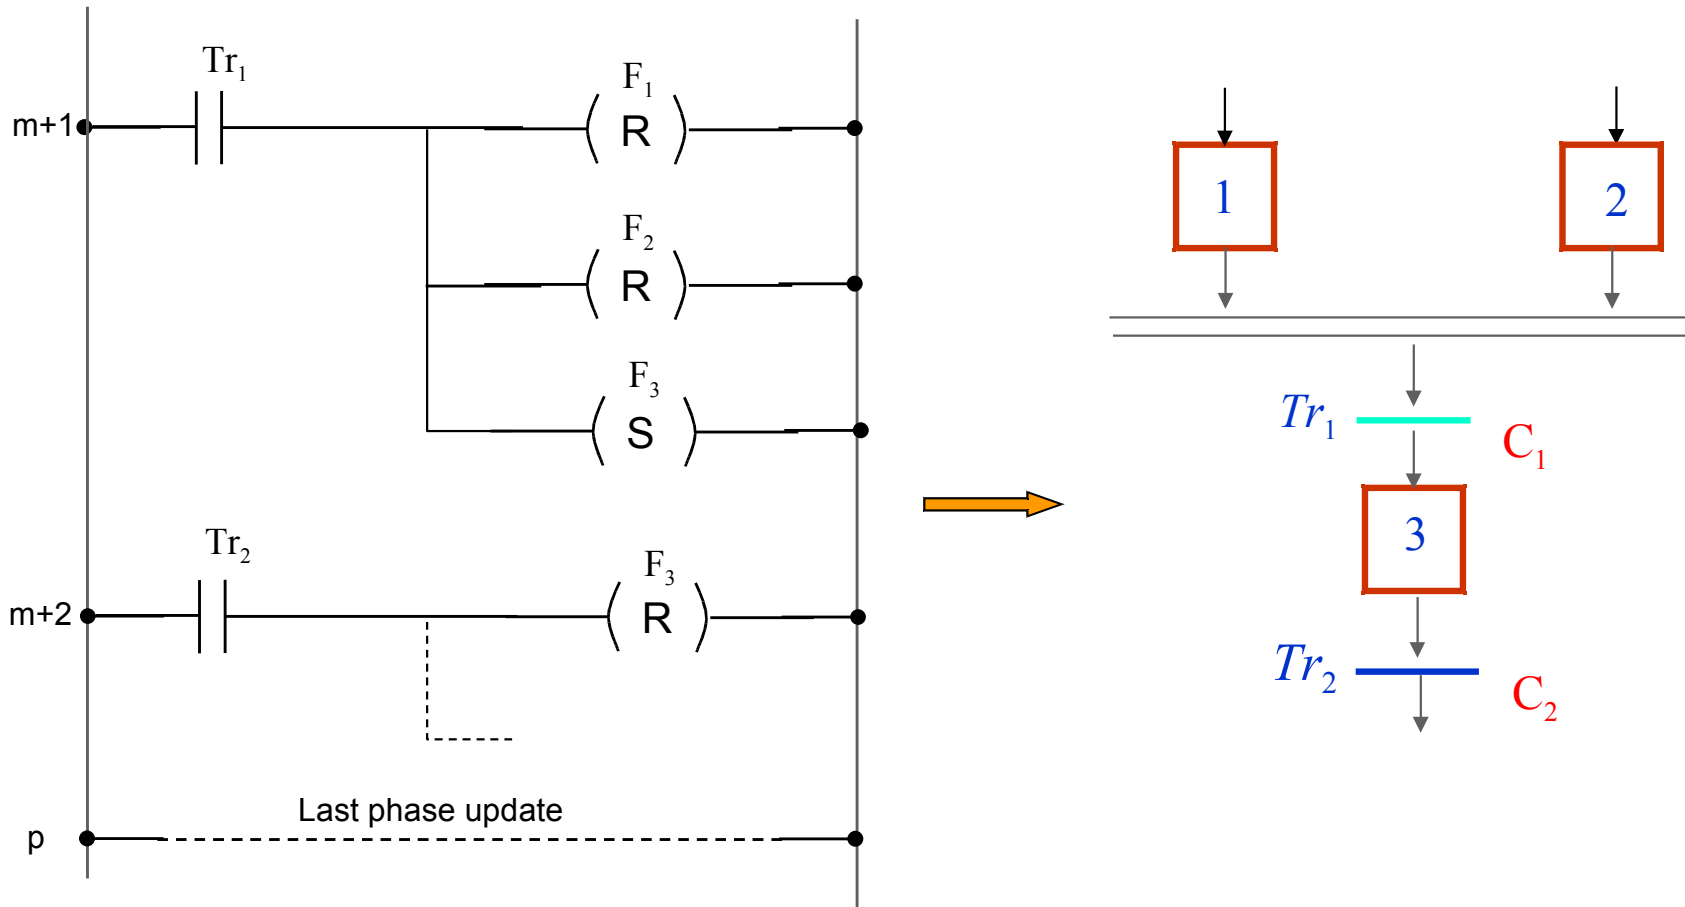 Tr₁
F₁
m+1
R
F₂
R
F₃
S
Tr₂
F₃
m+2
R
Last phase update
p
1
2
Tr₁
C₁
3
Tr₂
C₂